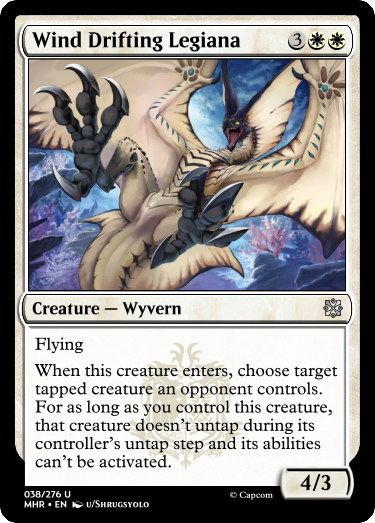 Wind Drifting Legiana 3
Creature — Wyvern
Flying
When this creature enters, choose target
tapped creature an opponent controls.
For as long as you control this creature,
that creature doesn't untap during its
controller's untap step and its abilities
can't be activated.
4/3
038/276 U
MHR • EN u/Shrugsyolo © Capcom